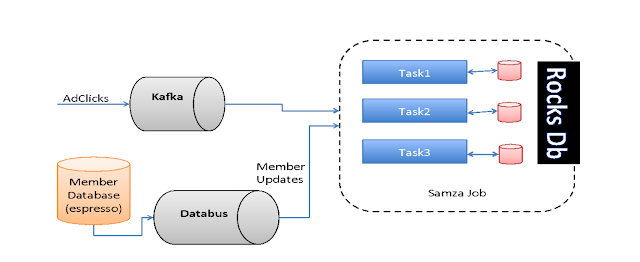 AdClicks
Kafka
Task1
Task2
Task3
Rocks Db
Samza Job
Member
Updates
Member
Database
(espresso)
Databus